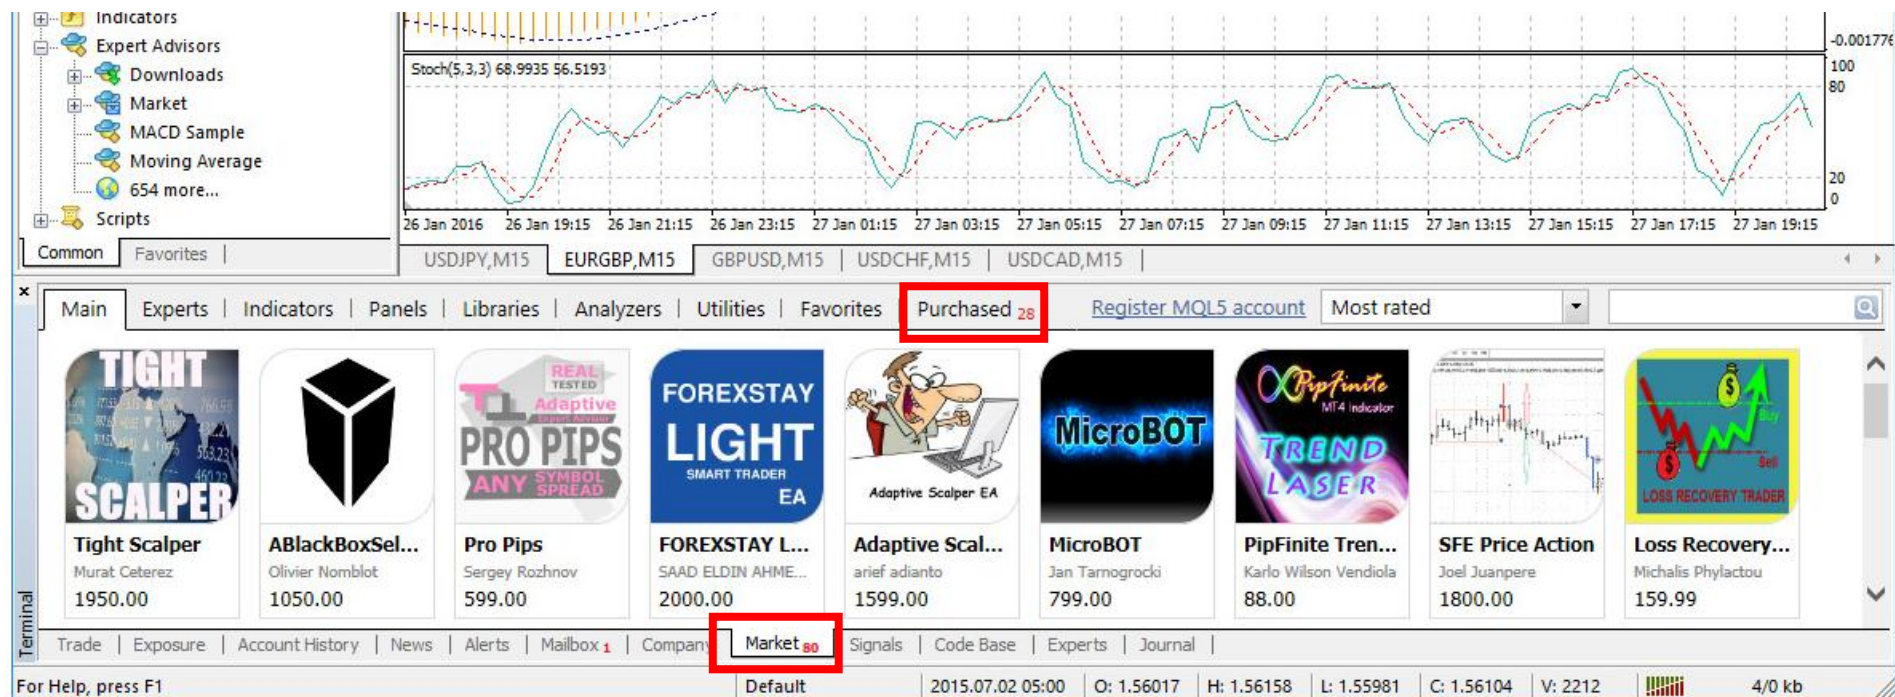 Indicators
Expert Advisors
Downloads
Market
MACD Sample
Moving Average
654 more...
Scripts
Common Favorites
-0.001776
Stoch(5,3,3) 68.9935 56.5193
100
80
20
0
26 Jan 2016 26 Jan 19:15 26 Jan 21:15 26 Jan 23:15 27 Jan 01:15 27 Jan 03:15 27 Jan 05:15 27 Jan 07:15 27 Jan 09:15 27 Jan 11:15 27 Jan 13:15 27 Jan 15:15 27 Jan 17:15 27 Jan 19:15
USDJPY,M15 EURGBP,M15 GBPUSD,M15 USDCHF,M15 USDCAD,M15
Main Experts Indicators Panels Libraries Analyzers Utilities Favorites Purchased 28 Register MQL5 account Most rated
TIGHT
SCALPER
REAL
TESTED
Adaptive
Expert Advisor
PRO PIPS
ANY SYMBOL
SPREAD
FOREXSTAY
LIGHT
SMART TRADER
EA
Adaptive Scalper EA
MicroBOT
PipFinite
MT4 Indicator
TREND
LASER
Buy
Sell
LOSS RECOVERY TRADER
Tight Scalper ABlackBoxSel... Pro Pips FOREXSTAY L... Adaptive Scal... MicroBOT PipFinite Tren... SFE Price Action Loss Recovery...
Murat Ceterez Olivier Nomblot Sergey Rozhnov SAAD ELDIN AHME... arief adianto Jan Tarnogrocki Karlo Wilson Vendiola Joel Juanpere Michalis Phylactou
1950.00 1050.00 599.00 2000.00 1599.00 799.00 88.00 1800.00 159.99
Terminal
Trade Exposure Account History News Alerts Mailbox 1 Company Market 80 Signals Code Base Experts Journal
For Help, press F1 Default 2015.07.02 05:00 O: 1.56017 H: 1.56158 L: 1.55981 C: 1.56104 V: 2212 4/0 kb